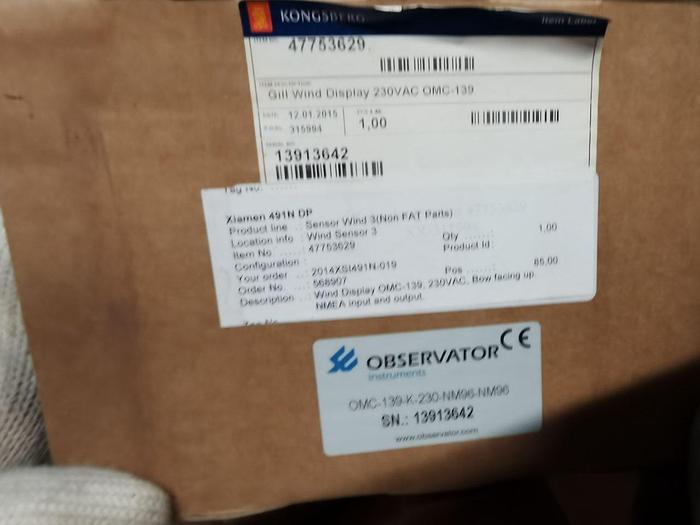 KONGSBERG Item Label
47753629
Gill Wind Display 230VAC OMC-139
DATE: 12.01.2015
315994 1,00
13913642
Tag No.
Xiamen 491N DP
Product line : Sensor Wind 3(Non FAT Parts)
Location info : Wind Sensor 3 Qty 1.00
Item No. : 47753629 Product Id :
Configuration :
Your order : 2014XSI491N-019 Pos 85.00
Order No. : 568907
Description : Wind Display OMC-139, 230VAC. Bow facing up.
NMEA input and output.
OBSERVATOR CE
instruments
OMC-139-K-230-NM96-NM96
SN.: 13913642
www.observator.com